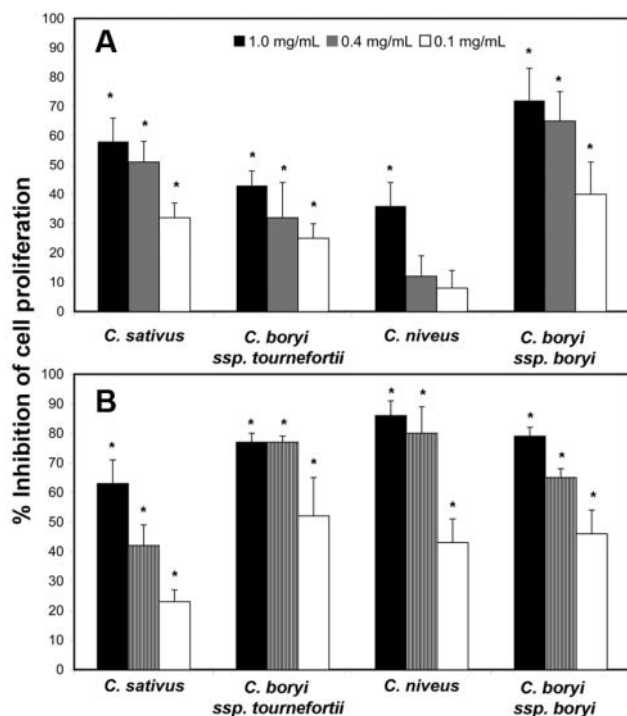 % Inhibition of cell proliferation
A
1.0 mg/mL 0.4 mg/mL 0.1 mg/mL
100
90
80
70
60
50
40
30
20
10
0
* * * * * * * * * *
C. sativus C. boryi C. niveus C. boryi
ssp. tournefortii ssp. boryi
B
100
90
80
70
60
50
40
30
20
10
0
* * * * * * * * * * * *
C. sativus C. boryi C. niveus C. boryi
ssp. tournefortii ssp. boryi